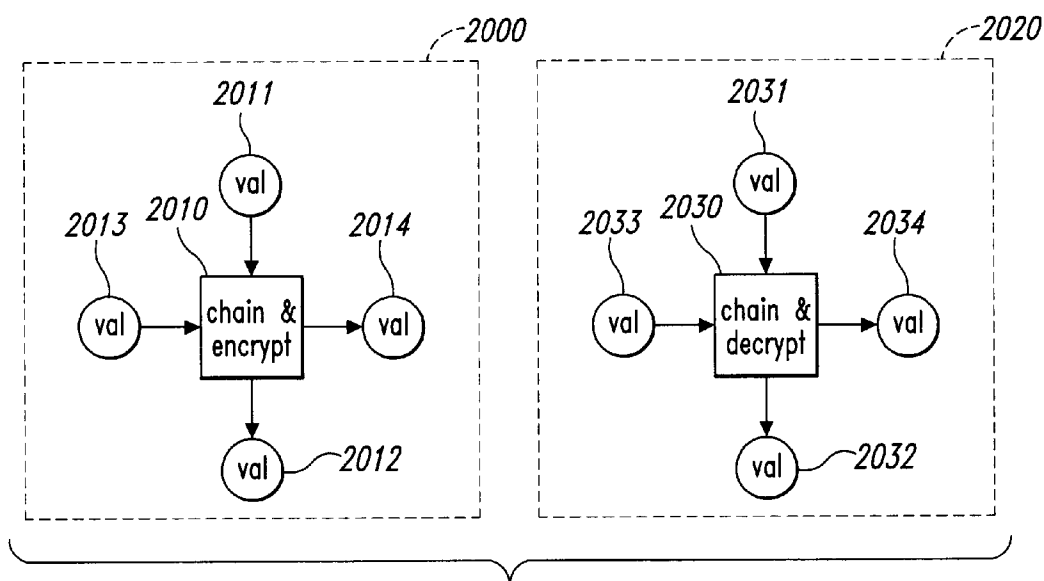 2000
2020
2011
2031
val
val
2013
2010
2014
2033
2030
2034
val
chain &
encrypt
val
val
chain &
decrypt
val
val
2012
val
2032